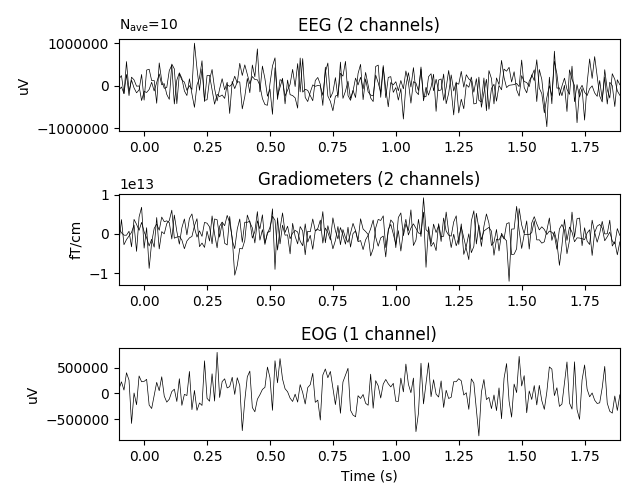 N_ave=10
EEG (2 channels)
uV
1000000
0
−1000000
0.00 0.25 0.50 0.75 1.00 1.25 1.50 1.75
1e13
Gradiometers (2 channels)
fT/cm
1
0
−1
0.00 0.25 0.50 0.75 1.00 1.25 1.50 1.75
EOG (1 channel)
uV
500000
0
−500000
0.00 0.25 0.50 0.75 1.00 1.25 1.50 1.75
Time (s)